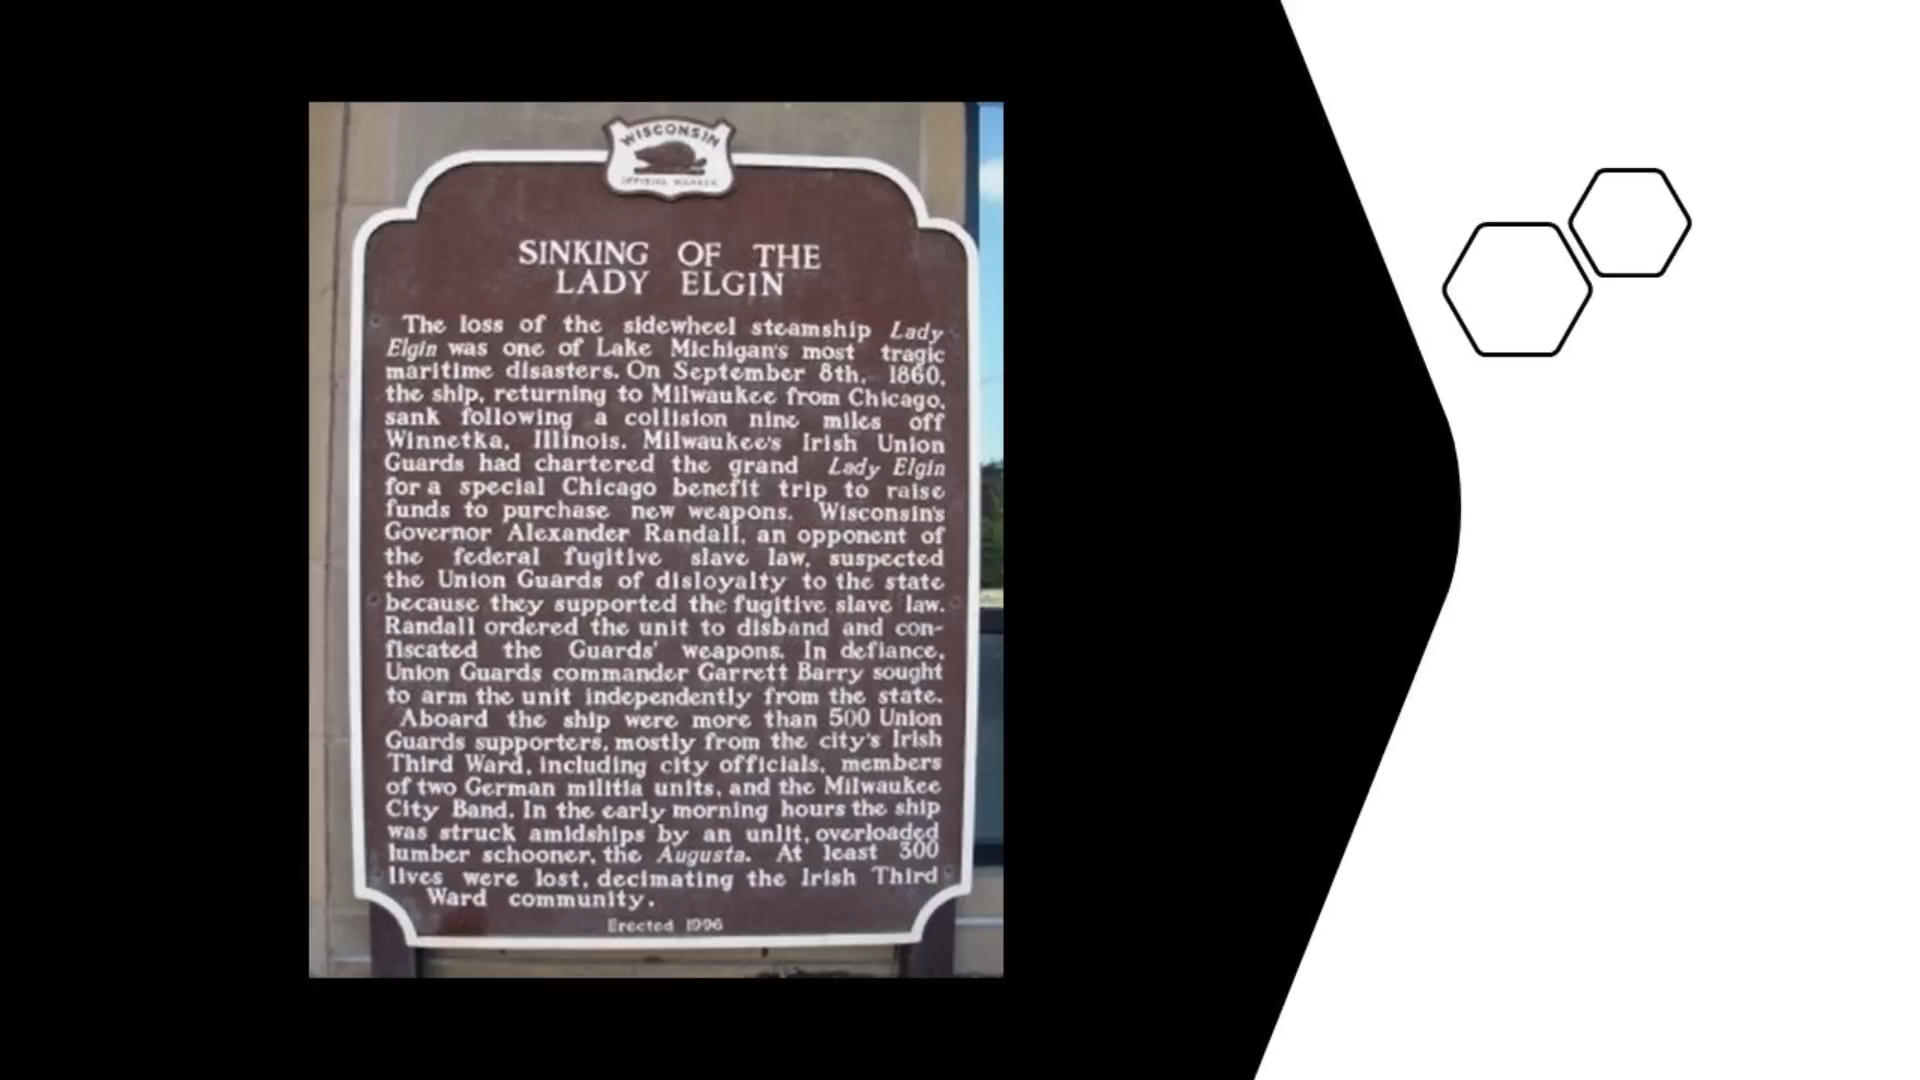 WISCONSIN
OFFICIAL MARKER
SINKING OF THE
LADY ELGIN
The loss of the sidewheel steamship Lady
Elgin was one of Lake Michigan's most tragic
maritime disasters. On September 8th, 1860,
the ship, returning to Milwaukee from Chicago,
sank following a collision nine miles off
Winnetka, Illinois. Milwaukee's Irish Union
Guards had chartered the grand Lady Elgin
for a special Chicago benefit trip to raise
funds to purchase new weapons. Wisconsin's
Governor Alexander Randall, an opponent of
the federal fugitive slave law, suspected
the Union Guards of disloyalty to the state
because they supported the fugitive slave law.
Randall ordered the unit to disband and con-
fiscated the Guards' weapons. In defiance,
Union Guards commander Garrett Barry sought
to arm the unit independently from the state.
Aboard the ship were more than 500 Union
Guards supporters, mostly from the city's Irish
Third Ward, including city officials, members
of two German militia units, and the Milwaukee
City Band. In the early morning hours the ship
was struck amidships by an unlit, overloaded
lumber schooner, the Augusta. At least 300
lives were lost, decimating the Irish Third
Ward community.
Erected 1996